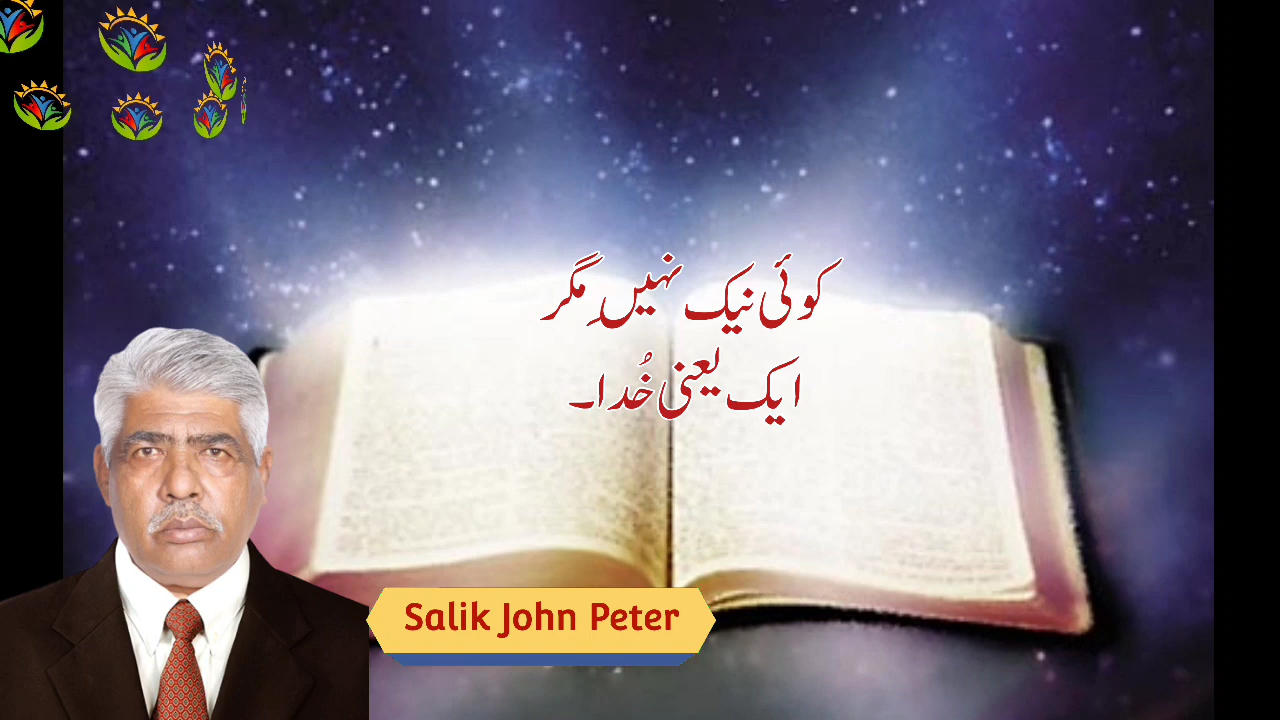 کوئی نیک نہیں مگر
ایک یعنی خُدا۔
Salik John Peter